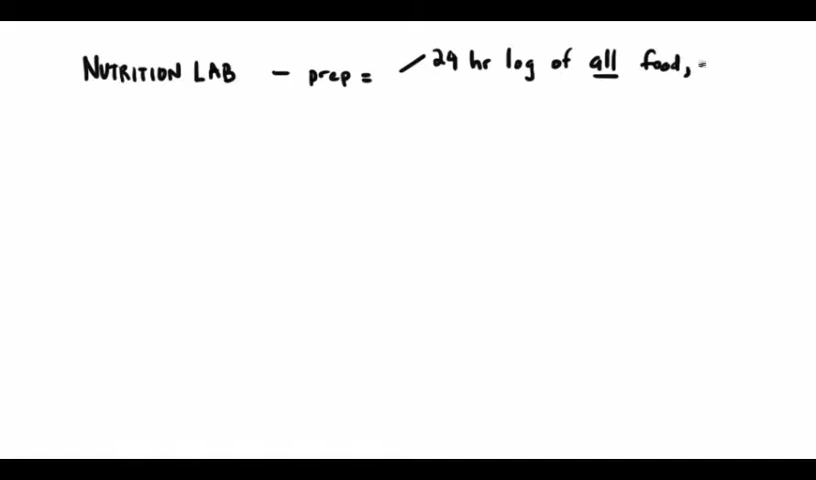 NUTRITION LAB - prep = / 24 hr log of all food,